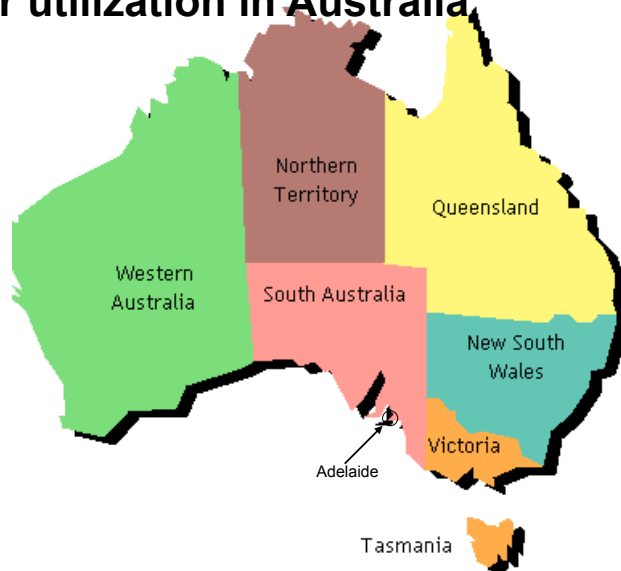 r utilization in Australia
Northern
Territory
Queensland
Western
Australia
South Australia
New South
Wales
Victoria
Adelaide
Tasmania